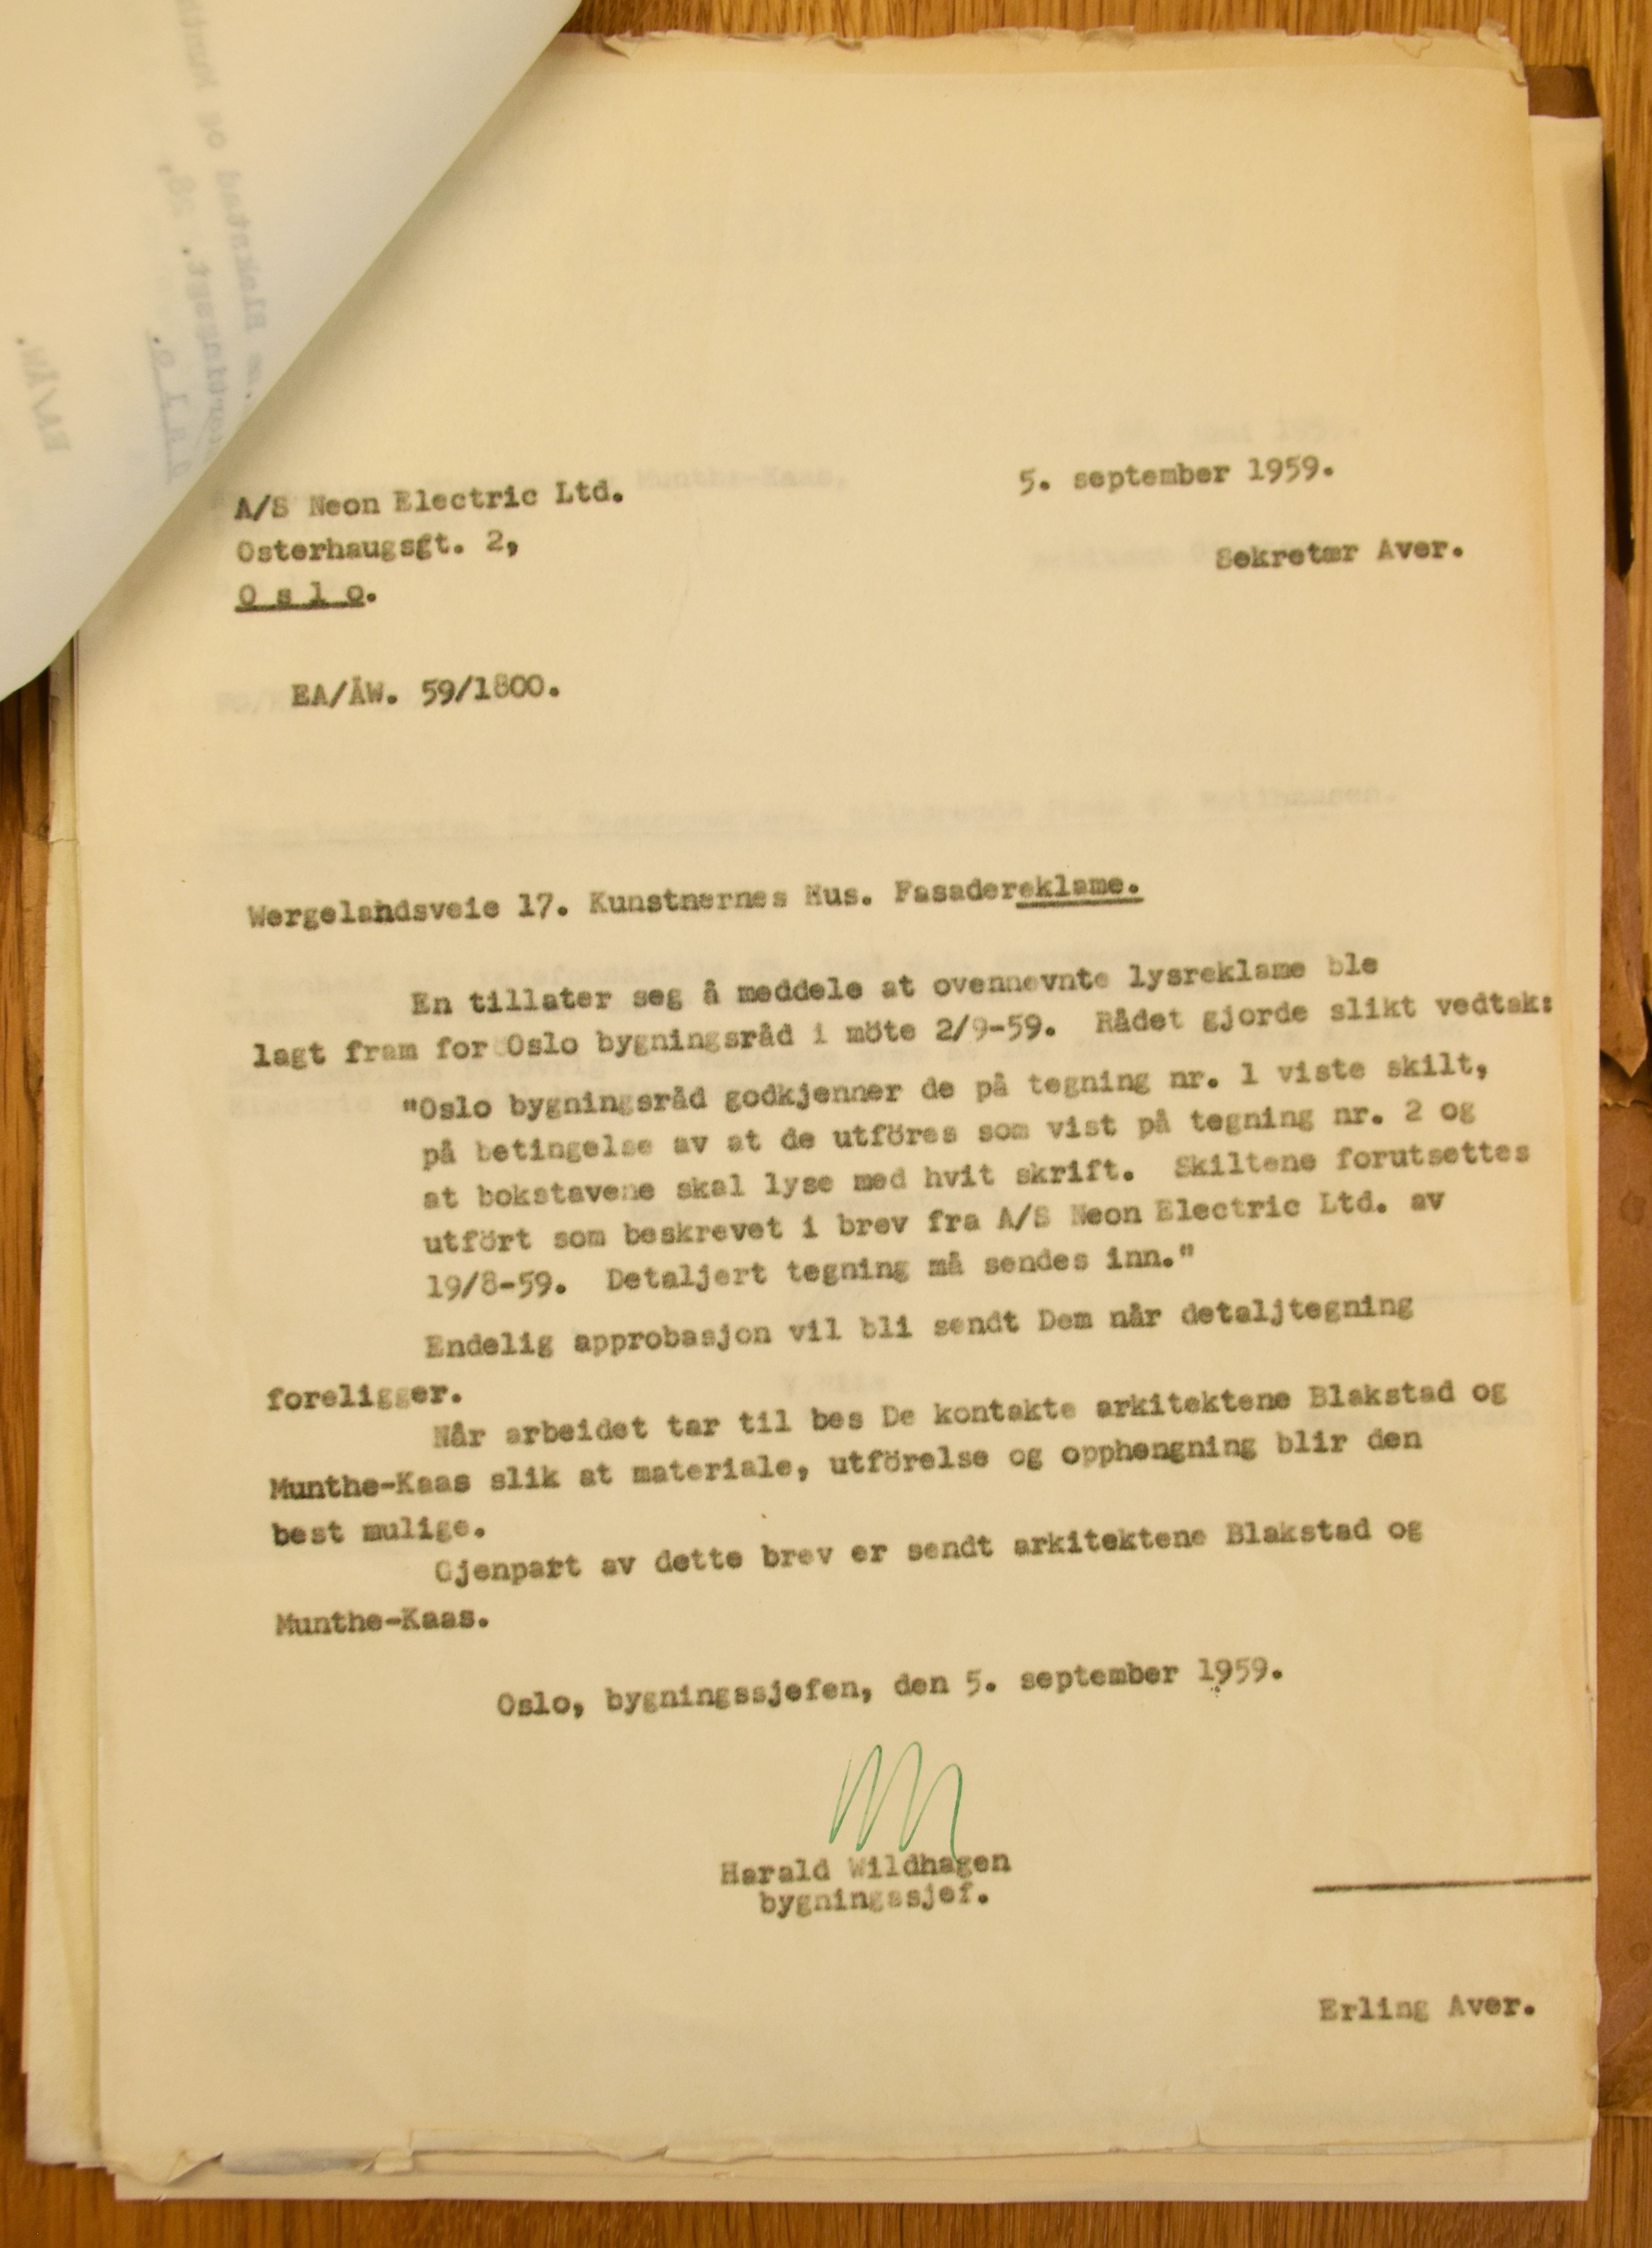 A/S Neon Electric Ltd.
Osterhaugsgt. 2,
O s l o.
5. september 1959.
Sekretær Aver.
EA/ÅW. 59/1800.
Wergelandsveie 17. Kunstnernes Hus. Fasadereklame.
En tillater seg å meddele at ovennevnte lysreklame ble
lagt fram for Oslo bygningsråd i möte 2/9-59. Rådet gjorde slikt vedtak:
"Oslo bygningsråd godkjenner de på tegning nr. 1 viste skilt,
på betingelse av at de utföres som vist på tegning nr. 2 og
at bokstavene skal lyse med hvit skrift. Skiltene forutsettes
utfört som beskrevet i brev fra A/S Neon Electric Ltd. av
19/8-59. Detaljert tegning må sendes inn."
Endelig approbasjon vil bli sendt Dem når detaljtegning
foreligger.
Når arbeidet tar til bes De kontakte arkitektene Blakstad og
Munthe-Kaas slik at materiale, utförelse og opphengning blir den
best mulige.
Gjenpart av dette brev er sendt arkitektene Blakstad og
Munthe-Kaas.
Oslo, bygningssjefen, den 5. september 1959.
Harald Wildhagen
bygningssjef.
Erling Aver.